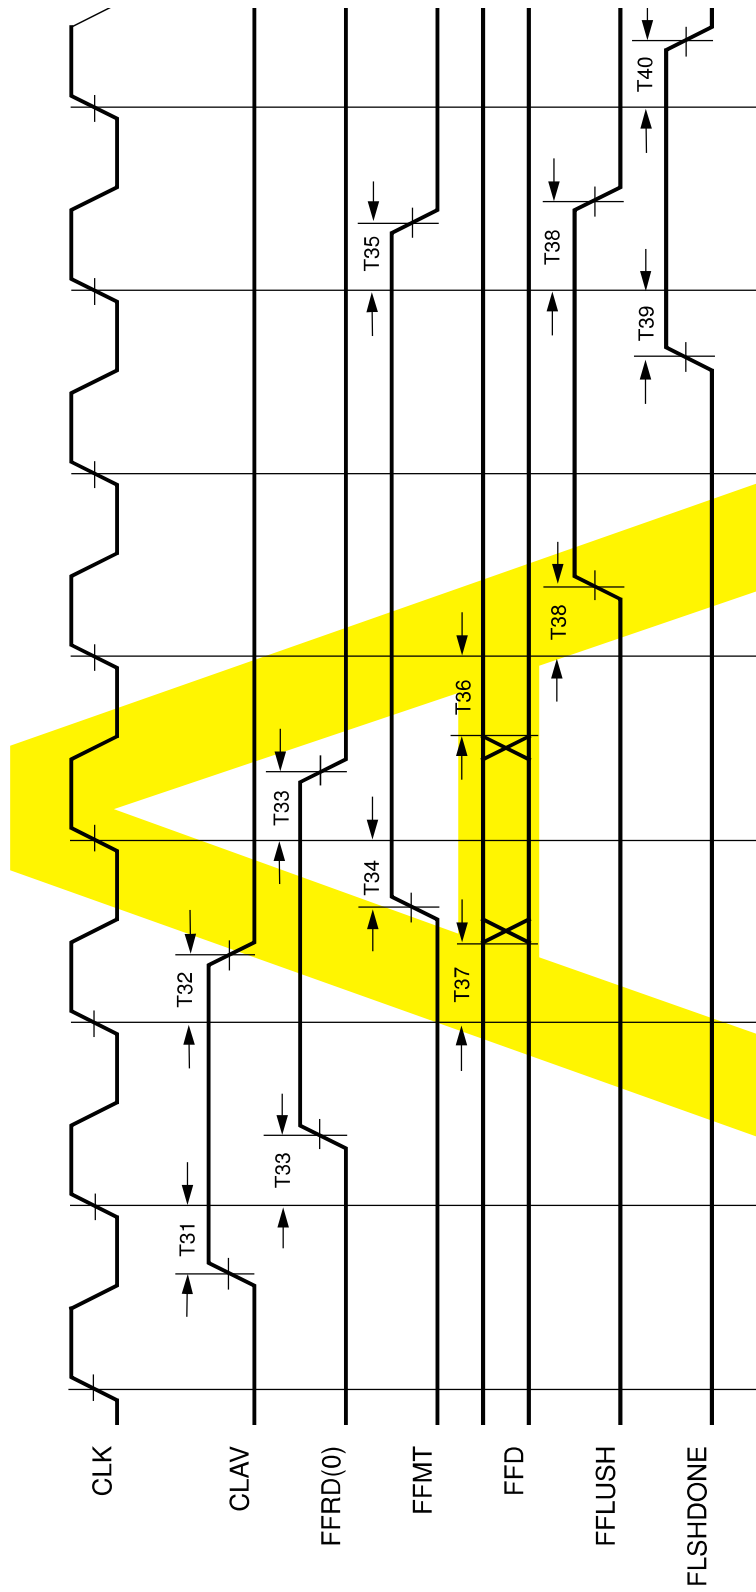 CLK
CLAV
T31
T32
FFRD(0)
T33
T33
FFMT
T34
T35
FFD
T37
T36
FFLUSH
T38
T38
FLSHDONE
T39
T40